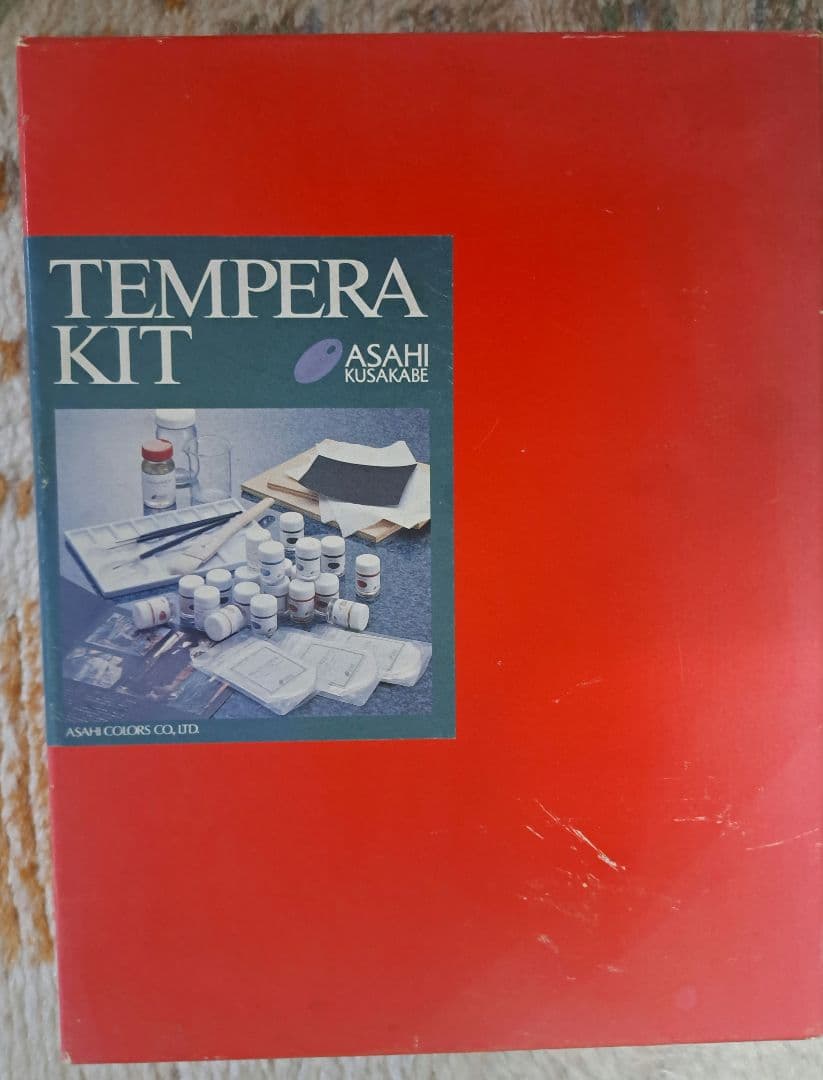 TEMPERA
KIT
ASAHI
KUSAKABE
ASAHI COLORS CO., LTD.